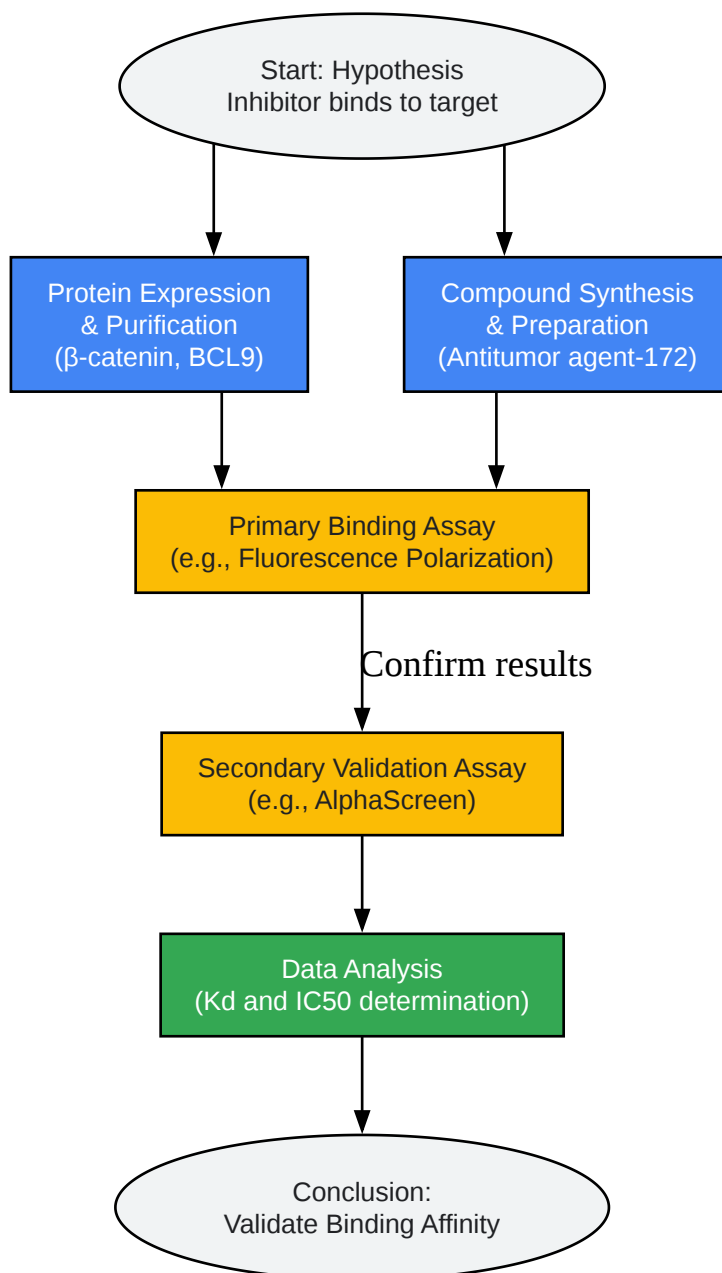 Start: Hypothesis
Inhibitor binds to target
Protein Expression
& Purification
(β-catenin, BCL9)
Compound Synthesis
& Preparation
(Antitumor agent-172)
Primary Binding Assay
(e.g., Fluorescence Polarization)
Confirm results
Secondary Validation Assay
(e.g., AlphaScreen)
Data Analysis
(Kd and IC50 determination)
Conclusion:
Validate Binding Affinity